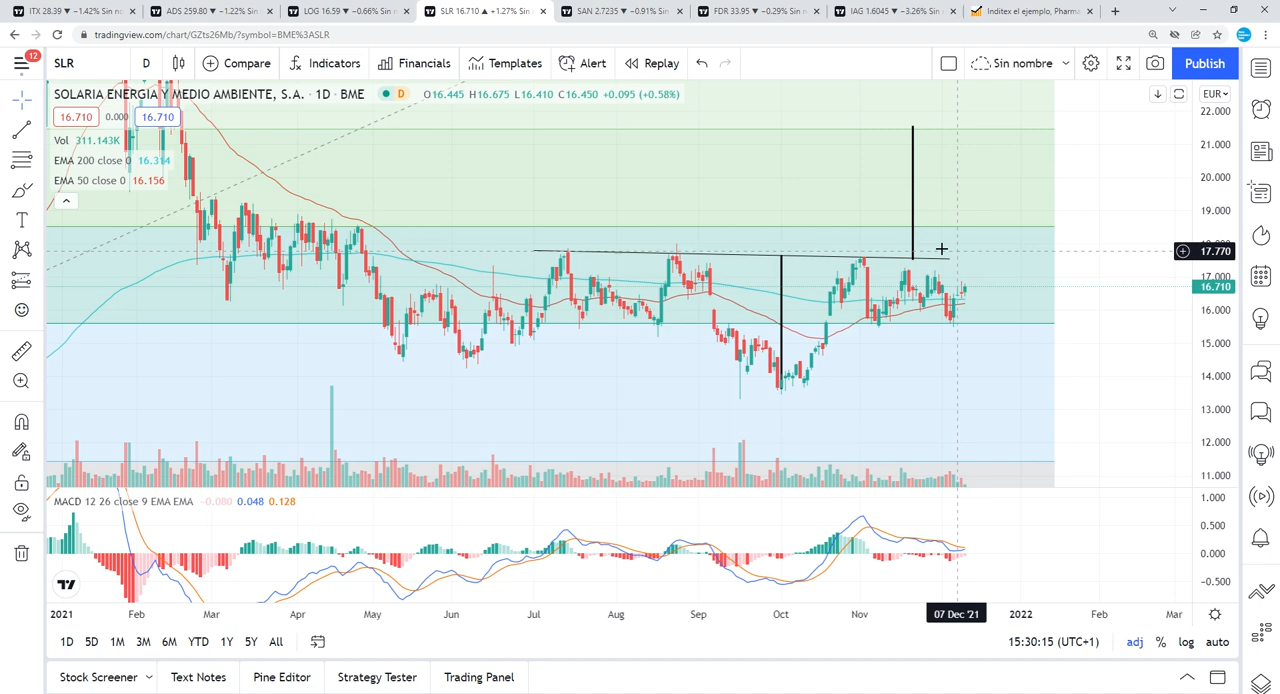 ITX 28.39 ▼ −1.42% Sin n
ADS 259.80 ▼ −1.22% Sin
LOG 16.59 ▼ −0.66% Sin n
SLR 16.710 ▲ +1.27% Sin
SAN 2.7235 ▼ −0.91% Sin
FDR 33.95 ▼ −0.29% Sin n
IAG 1.6045 ▼ −3.26% Sin
Inditex el ejemplo, Pharma
tradingview.com/chart/GZts26Mb/?symbol=BME%3ASLR
12
SLR
D
Compare
Indicators
Financials
Templates
Alert
Replay
Sin nombre
Publish
SOLARIA ENERGIA Y MEDIO AMBIENTE, S.A. · 1D · BME
D
O16.445 H16.675 L16.410 C16.450 +0.095 (+0.58%)
EUR
16.710
0.000
16.710
Vol 311.143K
EMA 200 close 0 16.314
EMA 50 close 0 16.156
22.000
21.000
20.000
19.000
17.770
17.000
16.710
16.000
15.000
14.000
13.000
12.000
11.000
MACD 12 26 close 9 EMA EMA −0.080 0.048 0.128
1.000
0.500
0.000
−0.500
2021
Feb
Mar
Apr
May
Jun
Jul
Aug
Sep
Oct
Nov
07 Dec '21
2022
Feb
Mar
1D 5D 1M 3M 6M YTD 1Y 5Y All
15:30:15 (UTC+1)
adj % log auto
Stock Screener
Text Notes
Pine Editor
Strategy Tester
Trading Panel